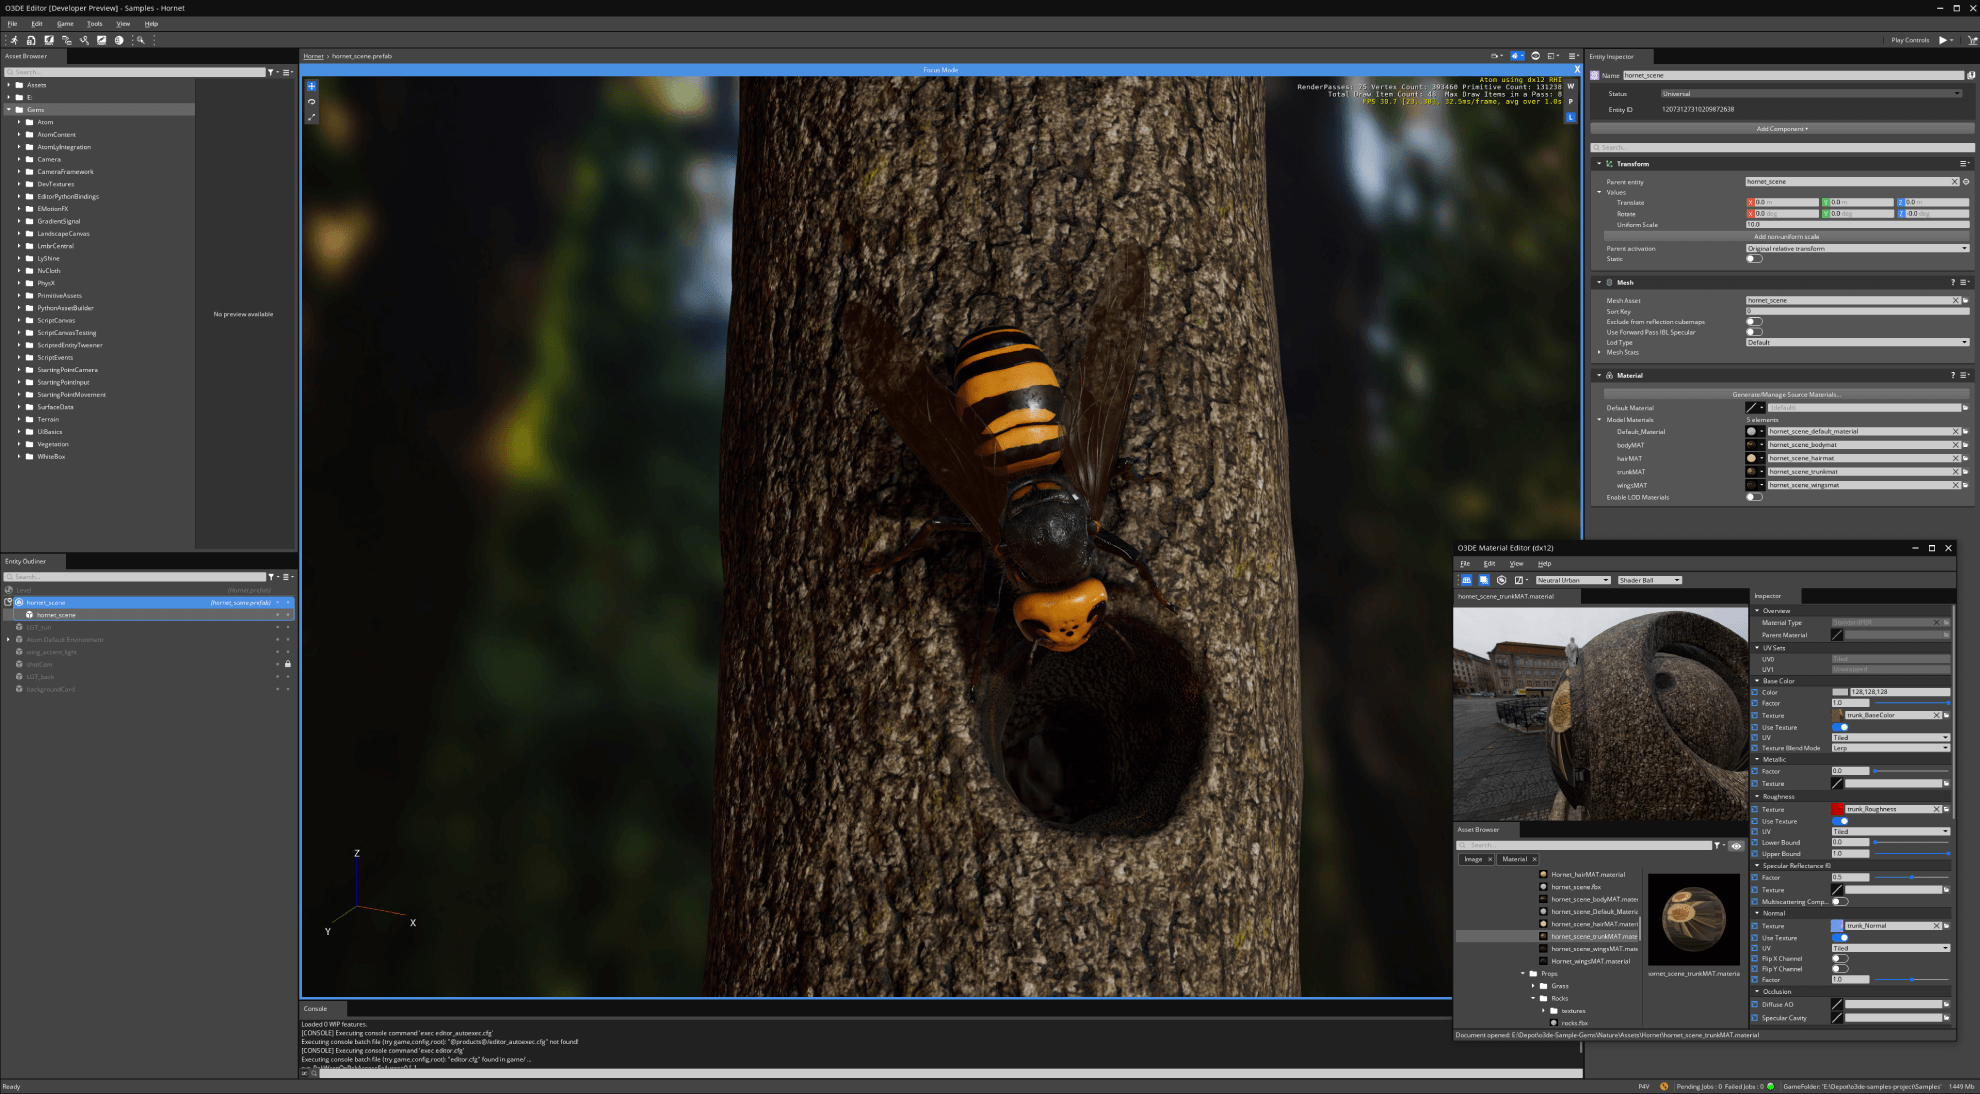 O3DE Editor [Developer Preview] - Samples - Hornet
File Edit Game Tools View Help
Play Controls
Asset Browser
Search...
Assets
E:
Gems
Atom
AtomContent
AtomLyIntegration
Camera
CameraFramework
DevTextures
EditorPythonBindings
EMotionFX
GradientSignal
LandscapeCanvas
LmbrCentral
LyShine
NvCloth
PhysX
PrimitiveAssets
PythonAssetBuilder
ScriptCanvas
ScriptCanvasTesting
ScriptedEntityTweener
ScriptEvents
StartingPointCamera
StartingPointInput
StartingPointMovement
SurfaceData
Terrain
UiBasics
Vegetation
WhiteBox
No preview available
Entity Outliner
Search...
Level (Hornet.prefab)
hornet_scene (hornet_scene.prefab)
hornet_scene
LGT_sun
Atom Default Environment
wing_accent_light
shotCam
LGT_back
backgroundCard
Hornet › hornet_scene.prefab
Focus Mode
X
Atom using dx12 RHI
RenderPasses: 75 Vertex Count: 393460 Primitive Count: 131238
Total Draw Item Count: 48 Max Draw Items in a Pass: 8
FPS 30.7 [23..38], 32.5ms/frame, avg over 1.0s
W
P
L
Z
X
Y
Console
Loaded 0 WIP features.
[CONSOLE] Executing console command 'exec editor_autoexec.cfg'
Executing console batch file (try game,config,root): "@products@/editor_autoexec.cfg" not found!
[CONSOLE] Executing console command 'exec editor.cfg'
Executing console batch file (try game,config,root): "editor.cfg" found in game/ ...
Entity Inspector
Name hornet_scene
Status Universal
Entity ID 12073127310209872638
Add Component
Search...
Transform
Parent entity hornet_scene
Values
Translate X 0.0 m Y 0.0 m Z 0.0 m
Rotate X 0.0 deg Y 0.0 deg Z -0.0 deg
Uniform Scale 10.0
Add non-uniform scale
Parent activation Original relative transform
Static
Mesh ?
Mesh Asset hornet_scene
Sort Key 0
Exclude from reflection cubemaps
Use Forward Pass IBL Specular
Lod Type Default
Mesh Stats
Material ?
Generate/Manage Source Materials...
Default Material (default)
Model Materials 5 elements
Default_Material hornet_scene_default_material
bodyMAT hornet_scene_bodymat
hairMAT hornet_scene_hairmat
trunkMAT hornet_scene_trunkmat
wingsMAT hornet_scene_wingsmat
Enable LOD Materials
O3DE Material Editor (dx12)
File Edit View Help
Neutral Urban Shader Ball
hornet_scene_trunkMAT.material
Asset Browser
Search...
Image Material
Hornet_hairMAT.material
hornet_scene.fbx
hornet_scene_bodyMAT.mater
hornet_scene_Default_Materia
hornet_scene_hairMAT.materi
hornet_scene_trunkMAT.mate
hornet_scene_wingsMAT.mate
Hornet_wingsMAT.material
Props
Grass
Rocks
textures
rocks.fbx
ornet_scene_trunkMAT.materia
Inspector
Overview
Material Type StandardPBR
Parent Material
UV Sets
UV0 Tiled
UV1 Unwrapped
Base Color
Color 128,128,128
Factor 1.0
Texture trunk_BaseColor
Use Texture
UV Tiled
Texture Blend Mode Lerp
Metallic
Factor 0.0
Texture
Roughness
Texture trunk_Roughness
Use Texture
UV Tiled
Lower Bound 0.0
Upper Bound 1.0
Specular Reflectance f0
Factor 0.5
Texture
Multiscattering Comp...
Normal
Texture trunk_Normal
Use Texture
UV Tiled
Flip X Channel
Flip Y Channel
Factor 1.0
Occlusion
Diffuse AO
Specular Cavity
Document opened: E:\Depot\o3de-Sample-Gems\Nature\Assets\Hornet\hornet_scene_trunkMAT.material
Ready
P4V Pending Jobs : 0 Failed Jobs : 0 GameFolder: 'E:\Depot\o3de-samples-project\Samples' 1449 Mb